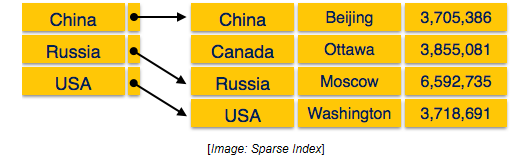 China China Beijing 3,705,386
Canada Ottawa 3,855,081
Russia Russia Moscow 6,592,735
USA USA Washington 3,718,691
[Image: Sparse Index]